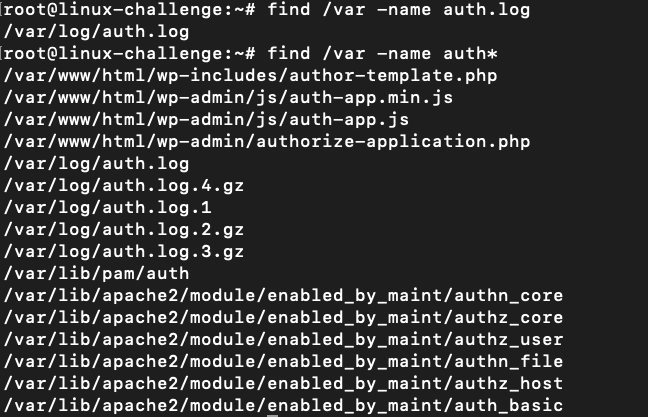 [root@linux-challenge:~# find /var -name auth.log
/var/log/auth.log
[root@linux-challenge:~# find /var -name auth*
/var/www/html/wp-includes/author-template.php
/var/www/html/wp-admin/js/auth-app.min.js
/var/www/html/wp-admin/js/auth-app.js
/var/www/html/wp-admin/authorize-application.php
/var/log/auth.log
/var/log/auth.log.4.gz
/var/log/auth.log.1
/var/log/auth.log.2.gz
/var/log/auth.log.3.gz
/var/lib/pam/auth
/var/lib/apache2/module/enabled_by_maint/authn_core
/var/lib/apache2/module/enabled_by_maint/authz_core
/var/lib/apache2/module/enabled_by_maint/authz_user
/var/lib/apache2/module/enabled_by_maint/authn_file
/var/lib/apache2/module/enabled_by_maint/authz_host
/var/lib/apache2/module/enabled_by_maint/auth_basic